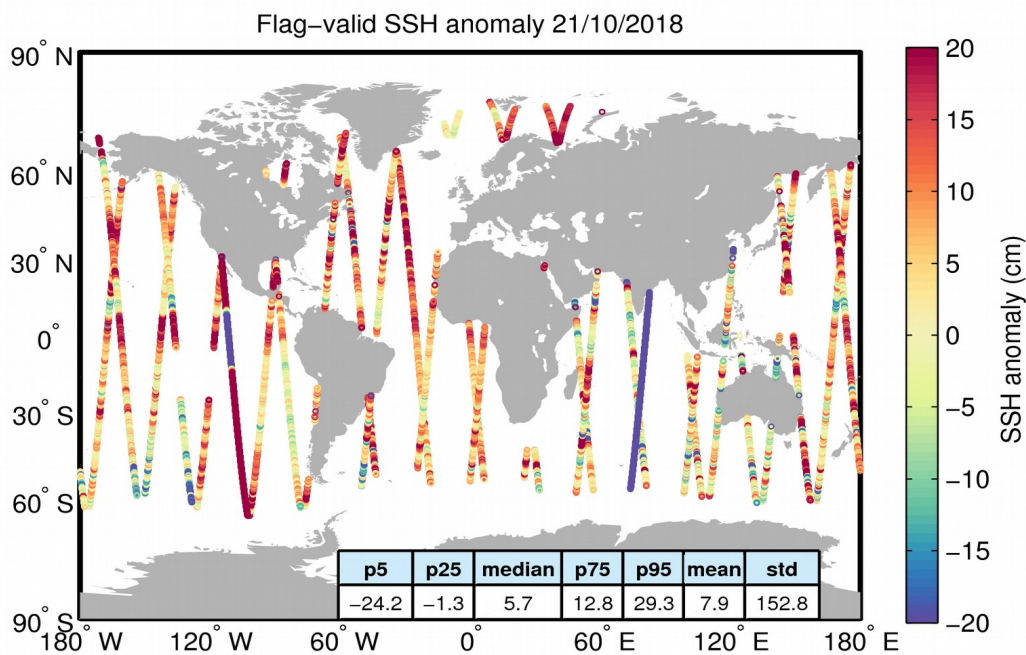 Flag−valid SSH anomaly 21/10/2018
90° N
60° N
30° N
0°
30° S
60° S
90° S
180° W
120° W
60° W
0°
60° E
120° E
180° E
p5 p25 median p75 p95 mean std
−24.2 −1.3 5.7 12.8 29.3 7.9 152.8
20
15
10
5
0
−5
−10
−15
−20
SSH anomaly (cm)